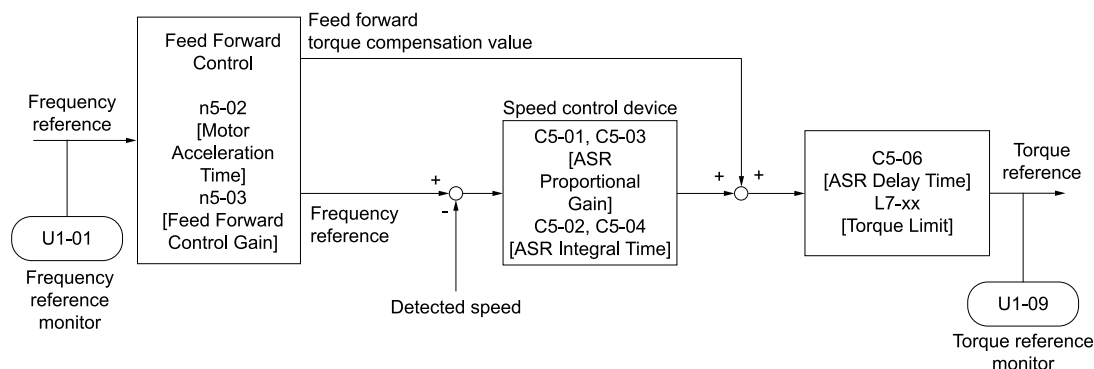 Feed forward
torque compensation value
Feed Forward
Control
n5-02
[Motor
Acceleration
Time]
n5-03
[Feed Forward
Control Gain]
Frequency
reference
U1-01
Frequency
reference
monitor
+
-
Frequency
reference
Detected speed
Speed control device
C5-01, C5-03
[ASR
Proportional
Gain]
C5-02, C5-04
[ASR Integral Time]
+
+
C5-06
[ASR Delay Time]
L7-xx
[Torque Limit]
Torque
reference
U1-09
Torque reference
monitor